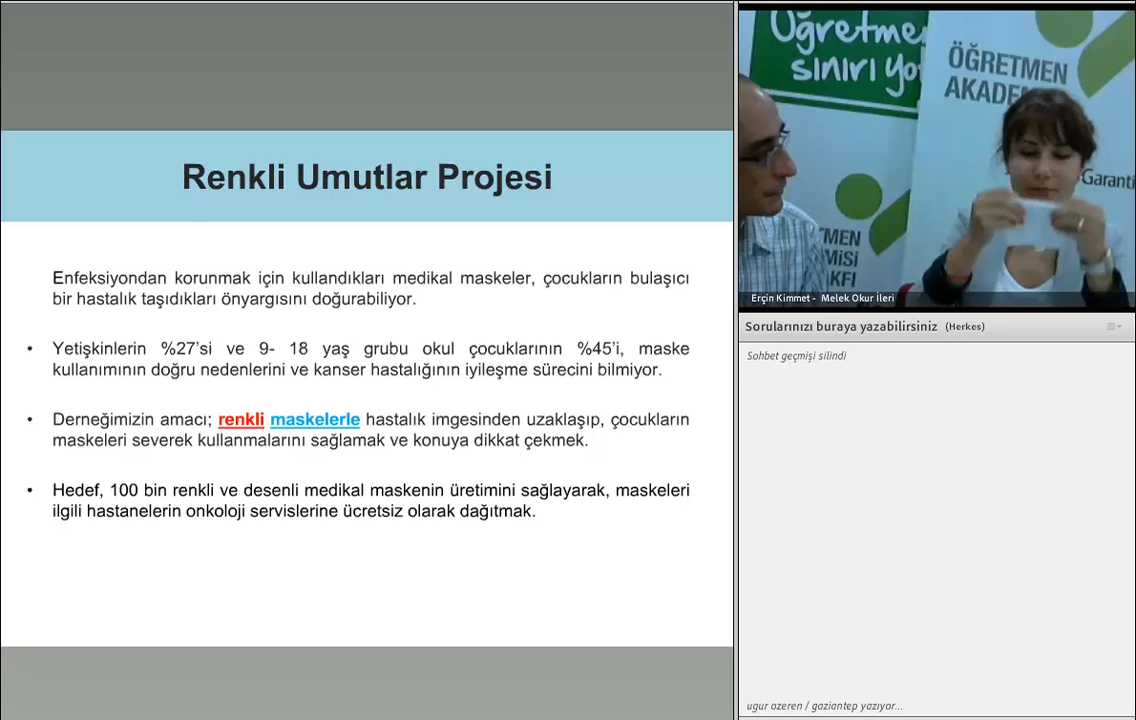 Renkli Umutlar Projesi
Enfeksiyondan korunmak için kullandıkları medikal maskeler, çocukların bulaşıcı
bir hastalık taşıdıkları önyargısını doğurabiliyor.
• Yetişkinlerin %27'si ve 9- 18 yaş grubu okul çocuklarının %45'i, maske
kullanımının doğru nedenlerini ve kanser hastalığının iyileşme sürecini bilmiyor.
• Derneğimizin amacı; renkli maskelerle hastalık imgesinden uzaklaşıp, çocukların
maskeleri severek kullanmalarını sağlamak ve konuya dikkat çekmek.
• Hedef, 100 bin renkli ve desenli medikal maskenin üretimini sağlayarak, maskeleri
ilgili hastanelerin onkoloji servislerine ücretsiz olarak dağıtmak.
Öğretme
sınırı yo
ÖĞRETMEN
AKADE
Garanti
TMEN
MİSİ
KFI
Erçin Kimmet - Melek Okur İleri
Sorularınızı buraya yazabilirsiniz (Herkes)
Sohbet geçmişi silindi
ugur ozeren / gaziantep yazıyor...